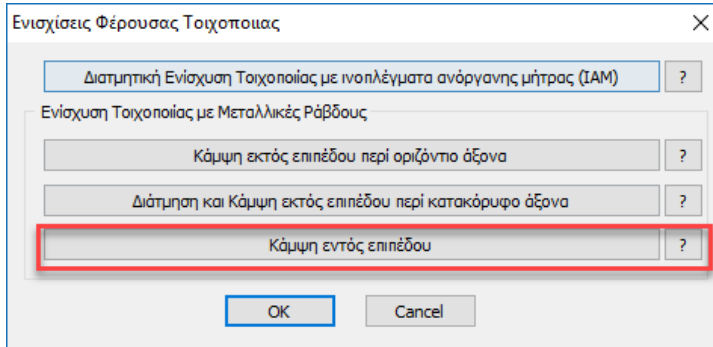 Ενισχίσεις Φέρουσας Τοιχοποιιας
Διατμητική Ενίσχυση Τοιχοποιίας με ινοπλέγματα ανόργανης μήτρας (ΙΑΜ) ?
Ενίσχυση Τοιχοποιίας με Μεταλλικές Ράβδους
Κάμψη εκτός επιπέδου περί οριζόντιο άξονα ?
Διάτμηση και Κάμψη εκτός επιπέδου περί κατακόρυφο άξονα ?
Κάμψη εντός επιπέδου ?
OK Cancel